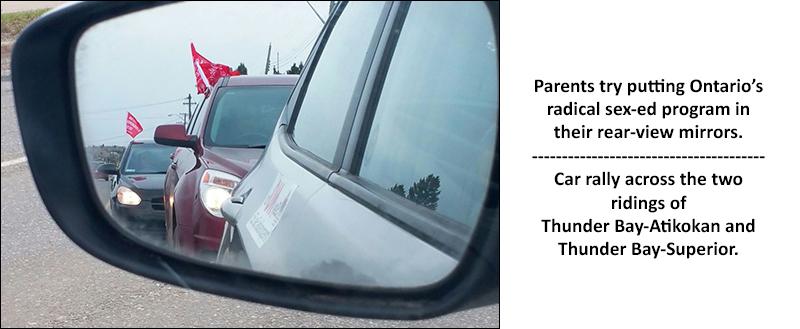 Parents try putting Ontario's
radical sex-ed program in
their rear-view mirrors.
---------------------------------------
Car rally across the two
ridings of
Thunder Bay-Atikokan and
Thunder Bay-Superior.